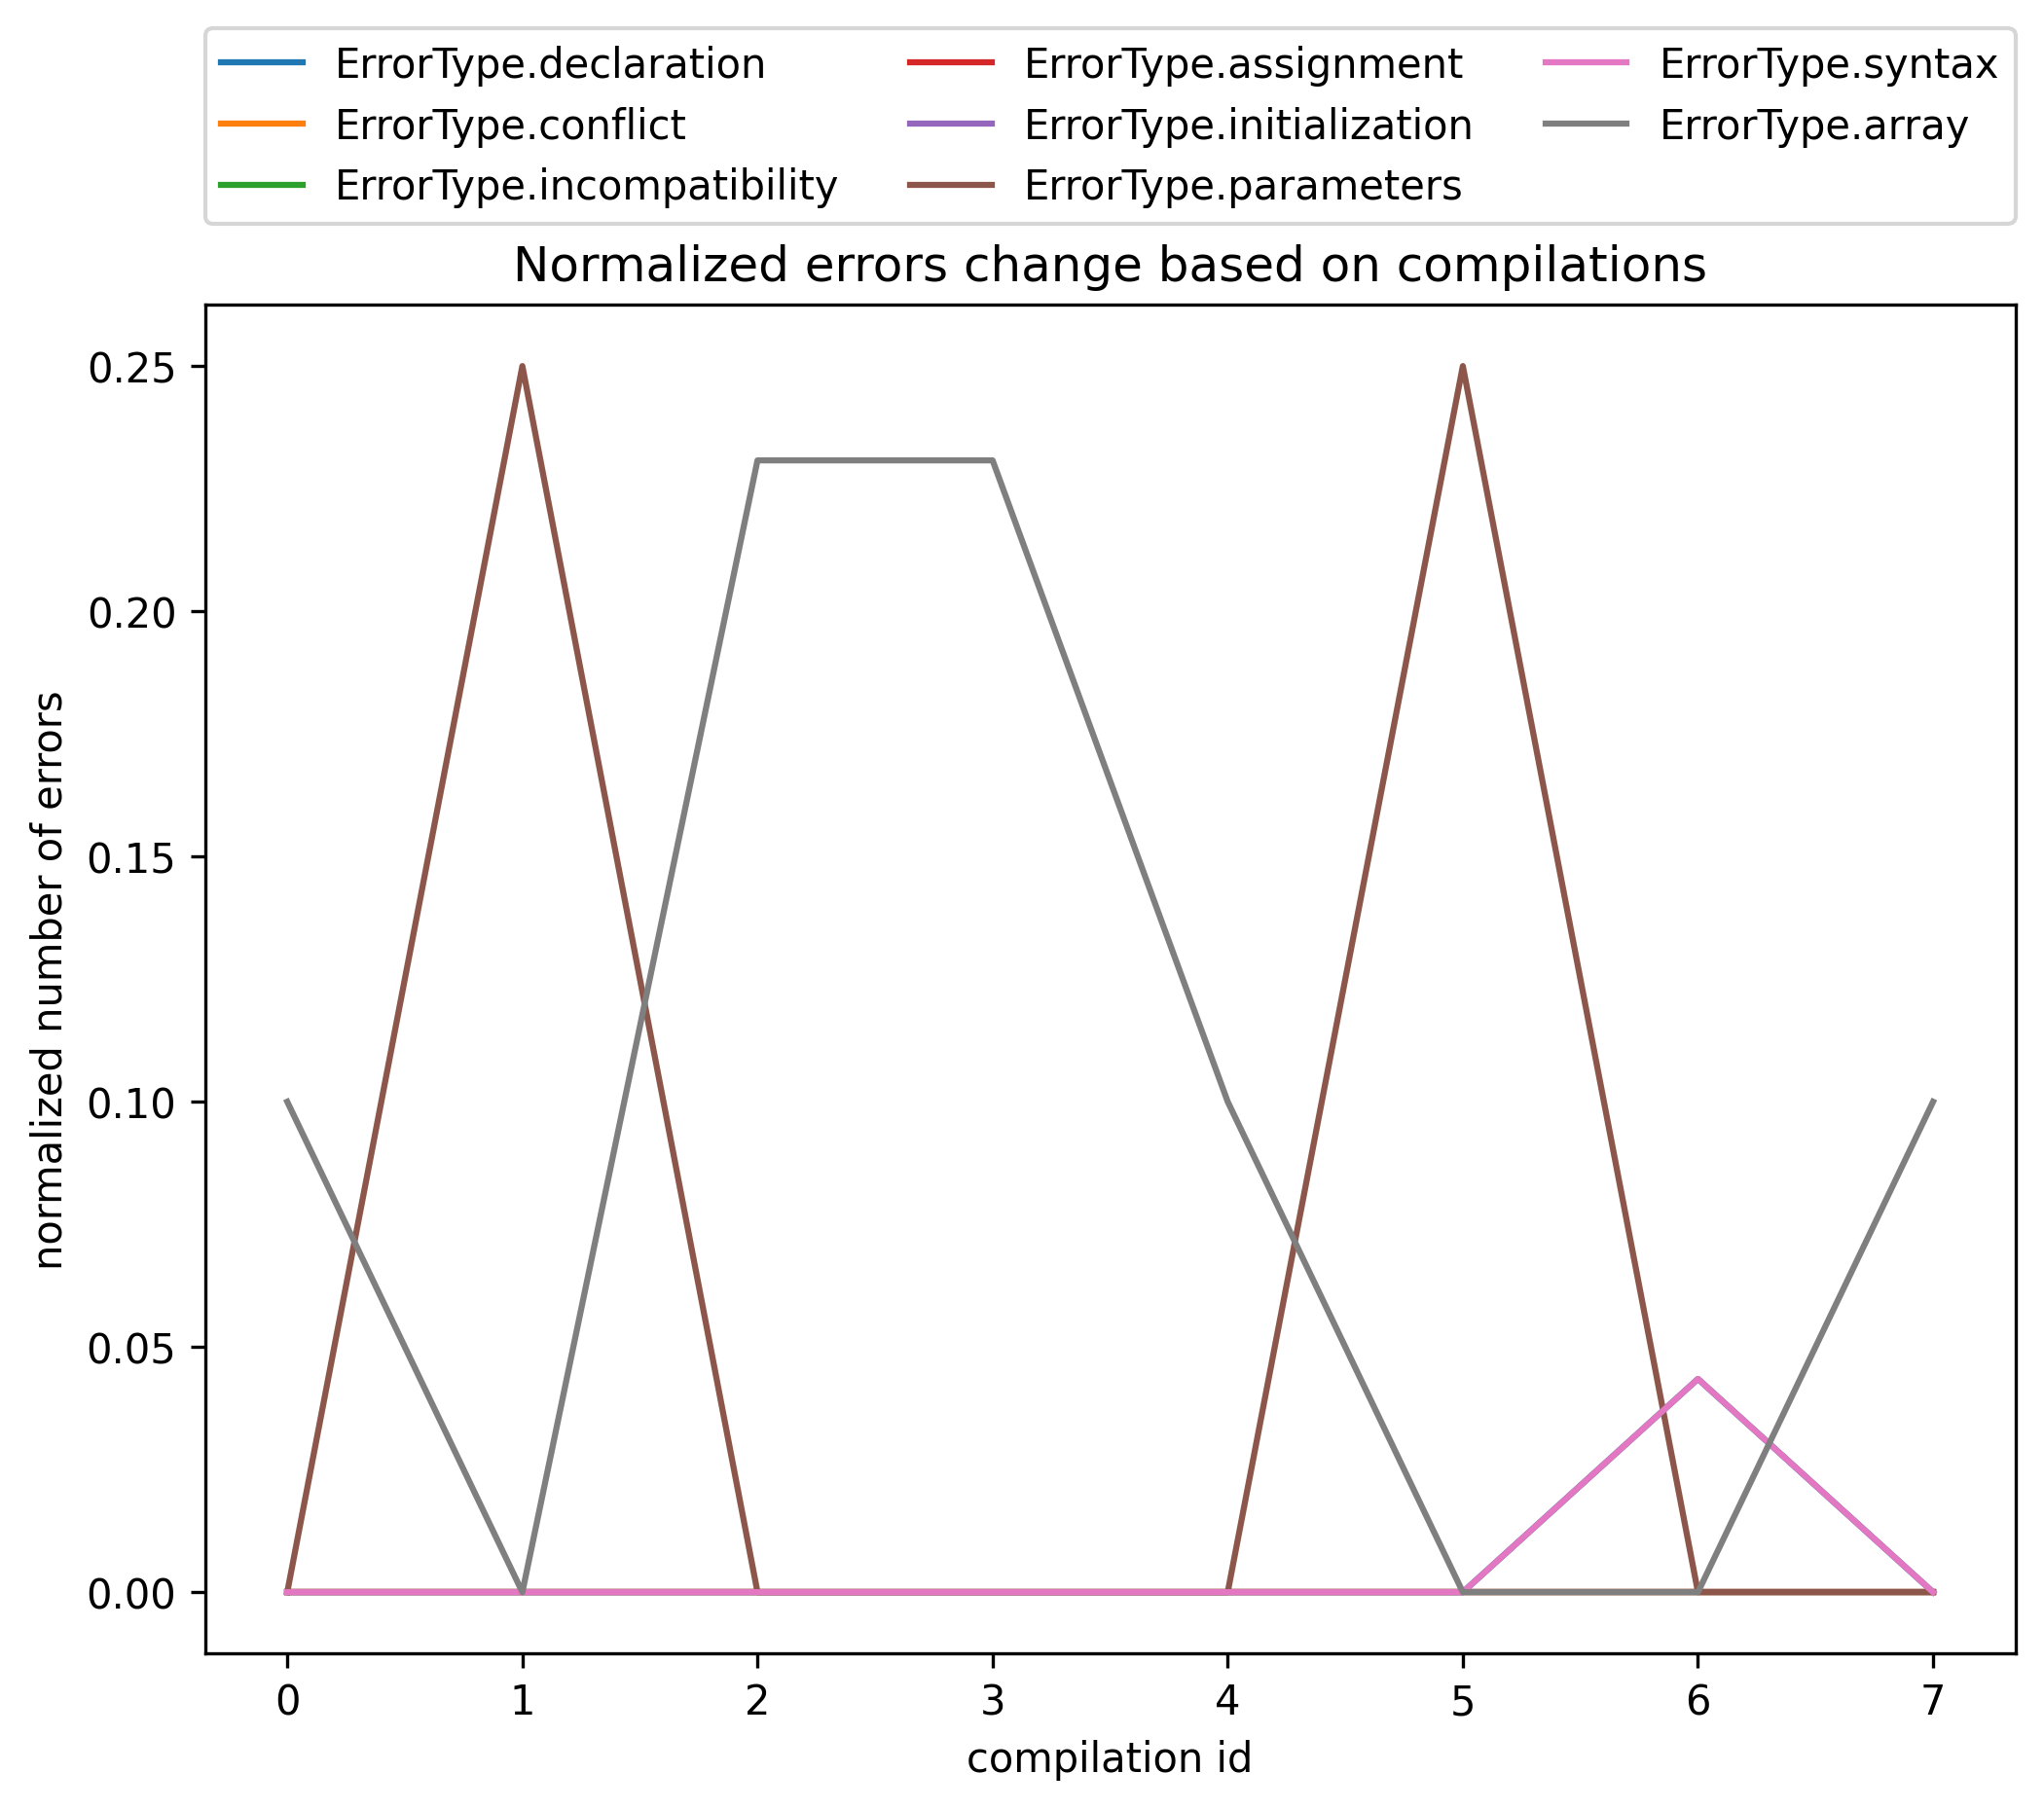 ErrorType.declaration
ErrorType.conflict
ErrorType.incompatibility
ErrorType.assignment
ErrorType.initialization
ErrorType.parameters
ErrorType.syntax
ErrorType.array
Normalized errors change based on compilations
normalized number of errors
0.25
0.20
0.15
0.10
0.05
0.00
0 1 2 3 4 5 6 7
compilation id